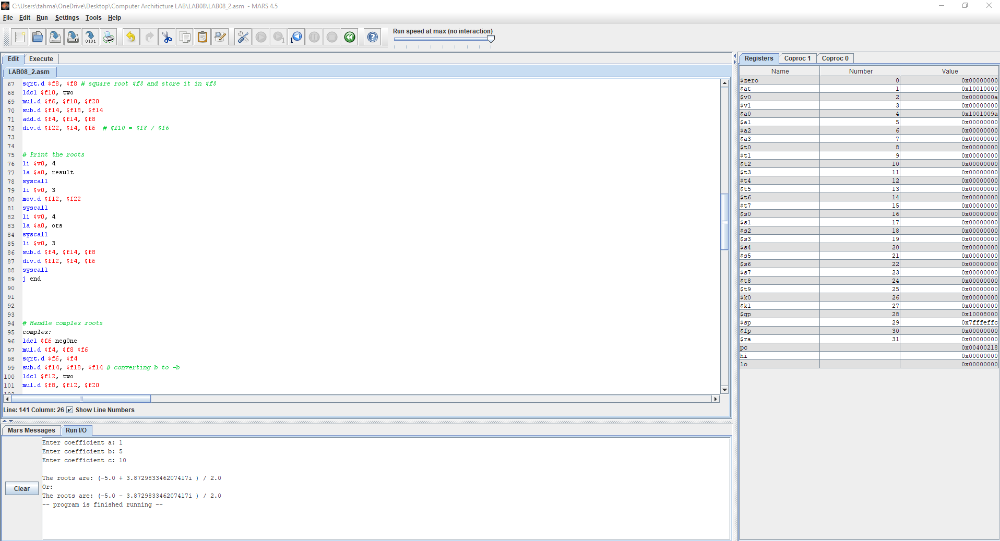 C:\Users\tahma\OneDrive\Desktop\Computer Architicture LAB\LAB08\LAB08_2.asm - MARS 4.5
File Edit Run Settings Tools Help
Run speed at max (no interaction)
Edit Execute
LAB08_2.asm
67 sqrt.d $f8, $f8 # square root $f8 and store it in $f8
68 ldc1 $f10, two
69 mul.d $f6, $f10, $f20
70 sub.d $f14, $f18, $f14
71 add.d $f4, $f14, $f8
72 div.d $f22, $f4, $f6 # $f10 = $f8 / $f6
73
74
75 # Print the roots
76 li $v0, 4
77 la $a0, result
78 syscall
79 li $v0, 3
80 mov.d $f12, $f22
81 syscall
82 li $v0, 4
83 la $a0, ors
84 syscall
85 li $v0, 3
86 sub.d $f4, $f14, $f8
87 div.d $f12, $f4, $f6
88 syscall
89 j end
90
91
92
93
94 # Handle complex roots
95 complex:
96 ldc1 $f6 negOne
97 mul.d $f4, $f8 $f6
98 sqrt.d $f6, $f4
99 sub.d $f14, $f18, $f14 # converting b to -b
100 ldc1 $f12, two
101 mul.d $f8, $f12, $f20
Line: 141 Column: 26 Show Line Numbers
Mars Messages Run I/O
Clear
Enter coefficient a: 1
Enter coefficient b: 5
Enter coefficient c: 10
The roots are: (-5.0 + 3.872983346207417i ) / 2.0
Or:
The roots are: (-5.0 - 3.872983346207417i ) / 2.0
-- program is finished running --
Registers Coproc 1 Coproc 0
Name Number Value
$zero 0 0x00000000
$at 1 0x10010000
$v0 2 0x0000000a
$v1 3 0x00000000
$a0 4 0x1001009a
$a1 5 0x00000000
$a2 6 0x00000000
$a3 7 0x00000000
$t0 8 0x00000000
$t1 9 0x00000000
$t2 10 0x00000000
$t3 11 0x00000000
$t4 12 0x00000000
$t5 13 0x00000000
$t6 14 0x00000000
$t7 15 0x00000000
$s0 16 0x00000000
$s1 17 0x00000000
$s2 18 0x00000000
$s3 19 0x00000000
$s4 20 0x00000000
$s5 21 0x00000000
$s6 22 0x00000000
$s7 23 0x00000000
$t8 24 0x00000000
$t9 25 0x00000000
$k0 26 0x00000000
$k1 27 0x00000000
$gp 28 0x10008000
$sp 29 0x7fffeffc
$fp 30 0x00000000
$ra 31 0x00000000
pc 0x00400218
hi 0x00000000
lo 0x00000000